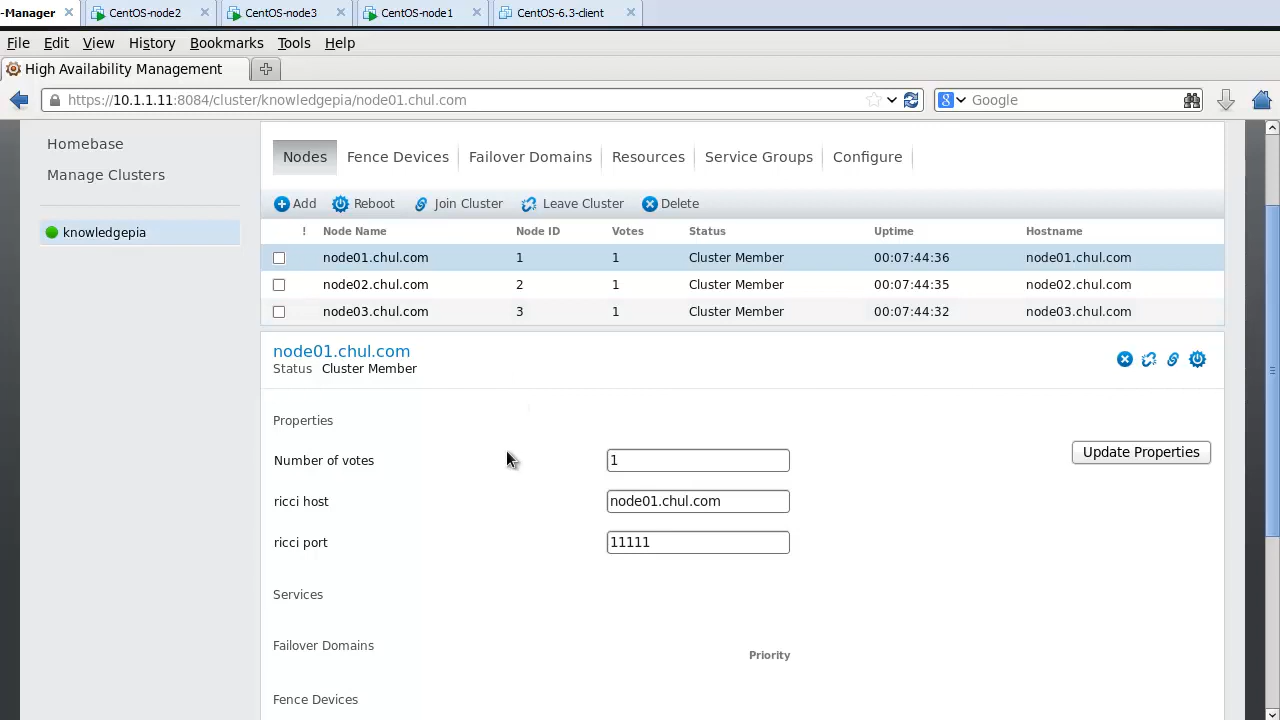 -Manager CentOS-node2 CentOS-node3 CentOS-node1 CentOS-6.3-client
File Edit View History Bookmarks Tools Help
High Availability Management
https://10.1.1.11:8084/cluster/knowledgepia/node01.chul.com Google
Homebase
Manage Clusters
knowledgepia
Nodes Fence Devices Failover Domains Resources Service Groups Configure
Add Reboot Join Cluster Leave Cluster Delete
! Node Name Node ID Votes Status Uptime Hostname
node01.chul.com 1 1 Cluster Member 00:07:44:36 node01.chul.com
node02.chul.com 2 1 Cluster Member 00:07:44:35 node02.chul.com
node03.chul.com 3 1 Cluster Member 00:07:44:32 node03.chul.com
node01.chul.com
Status Cluster Member
Properties
Update Properties
Number of votes 1
ricci host node01.chul.com
ricci port 11111
Services
Failover Domains
Priority
Fence Devices